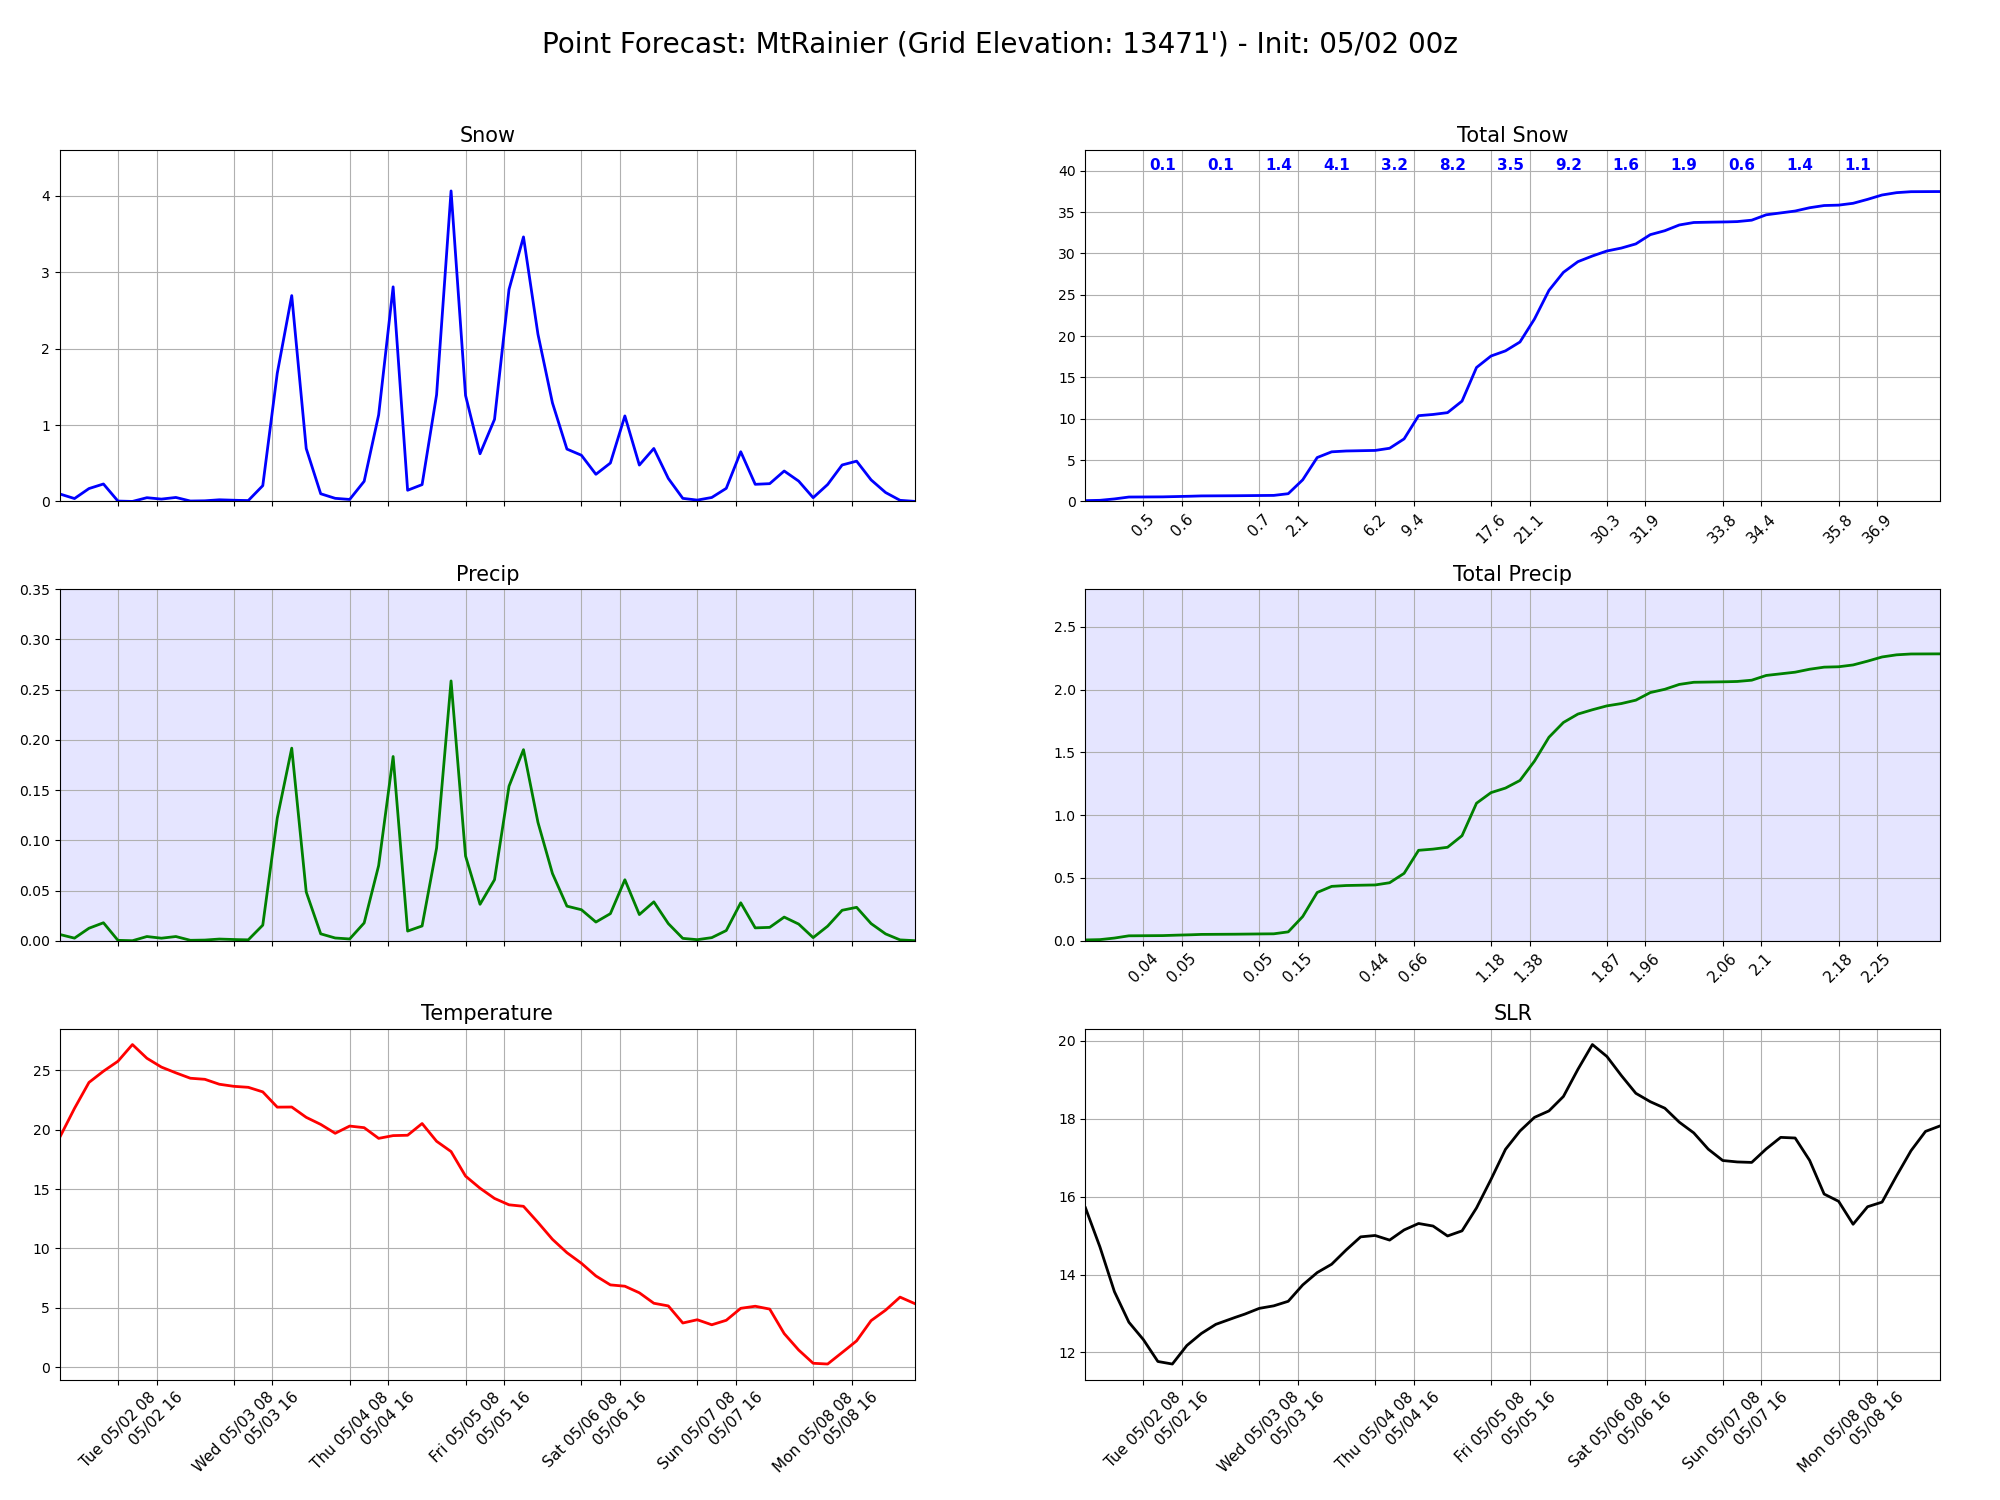 Point Forecast: MtRainier (Grid Elevation: 13471') - Init: 05/02 00z
Snow
4
3
2
1
0
Total Snow
0.1 0.1 1.4 4.1 3.2 8.2 3.5 9.2 1.6 1.9 0.6 1.4 1.1
40
35
30
25
20
15
10
5
0
0.5 0.6 0.7 2.1 6.2 9.4 17.6 21.1 30.3 31.9 33.8 34.4 35.8 36.9
Precip
0.35
0.30
0.25
0.20
0.15
0.10
0.05
0.00
Total Precip
2.5
2.0
1.5
1.0
0.5
0.0
0.04 0.05 0.05 0.15 0.44 0.66 1.18 1.38 1.87 1.96 2.06 2.1 2.18 2.25
Temperature
25
20
15
10
5
0
Tue 05/02 08
05/02 16
Wed 05/03 08
05/03 16
Thu 05/04 08
05/04 16
Fri 05/05 08
05/05 16
Sat 05/06 08
05/06 16
Sun 05/07 08
05/07 16
Mon 05/08 08
05/08 16
SLR
20
18
16
14
12
Tue 05/02 08
05/02 16
Wed 05/03 08
05/03 16
Thu 05/04 08
05/04 16
Fri 05/05 08
05/05 16
Sat 05/06 08
05/06 16
Sun 05/07 08
05/07 16
Mon 05/08 08
05/08 16